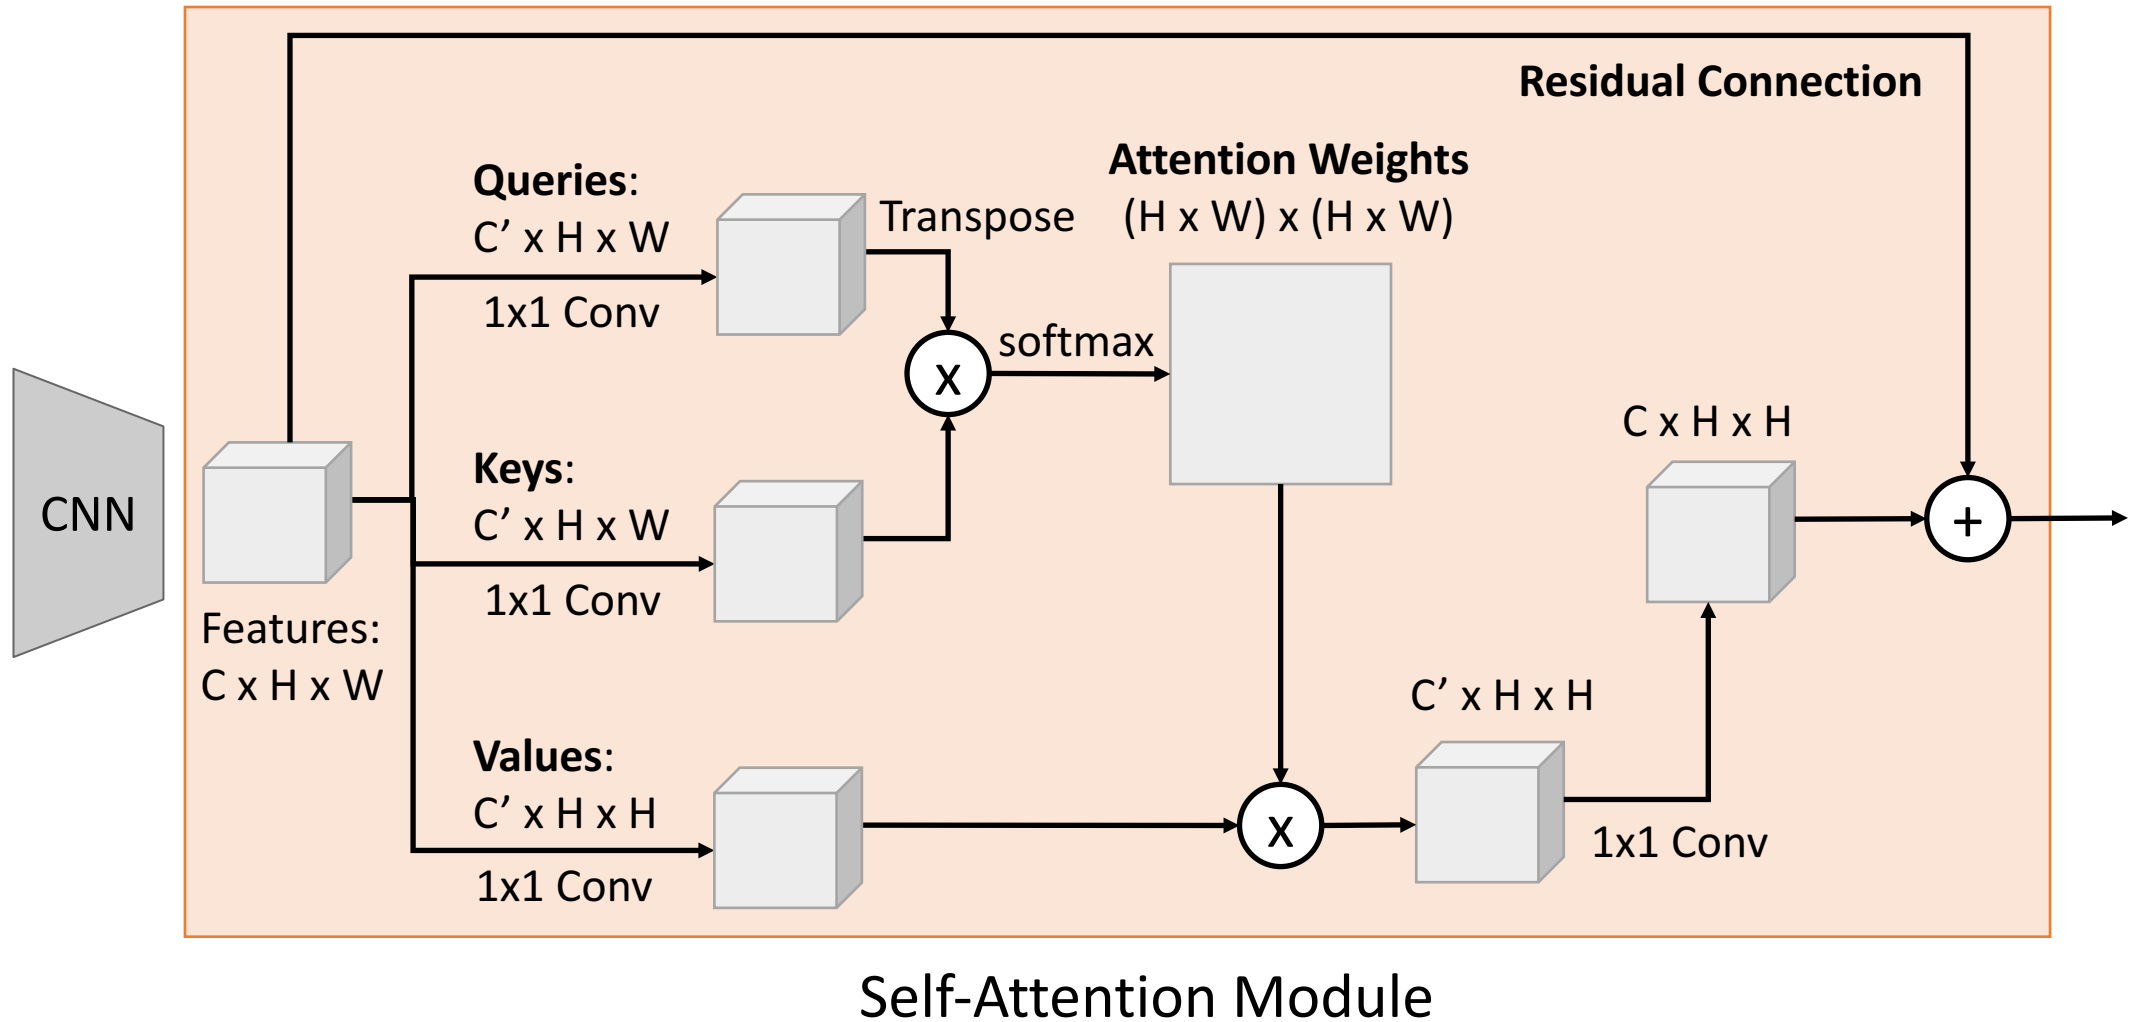 Residual Connection
Attention Weights
(H x W) x (H x W)
Queries:
C’ x H x W
1x1 Conv
Transpose
x
softmax
CNN
Features:
C x H x W
Keys:
C’ x H x W
1x1 Conv
Values:
C’ x H x H
1x1 Conv
x
C’ x H x H
1x1 Conv
C x H x H
+
Self-Attention Module